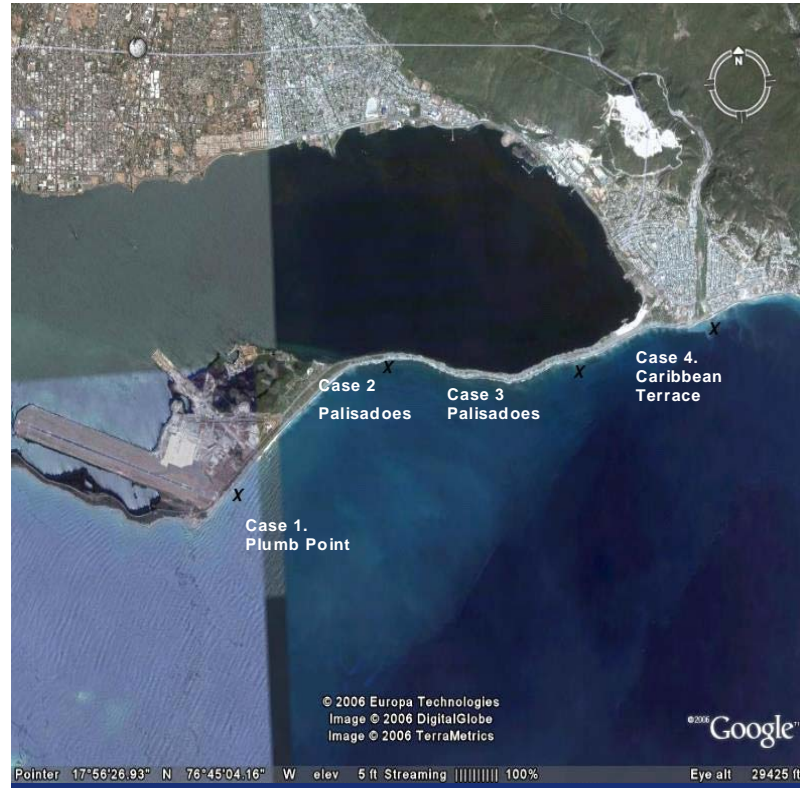 N
X
Case 4.
Caribbean
Terrace
X
X
Case 2
Palisadoes
Case 3
Palisadoes
X
Case 1.
Plumb Point
© 2006 Europa Technologies
Image © 2006 DigitalGlobe
Image © 2006 TerraMetrics
©2006 Google™
Pointer 17°56'26.93" N 76°45'04.16" W elev 5 ft Streaming |||||||||| 100% Eye alt 29425 ft